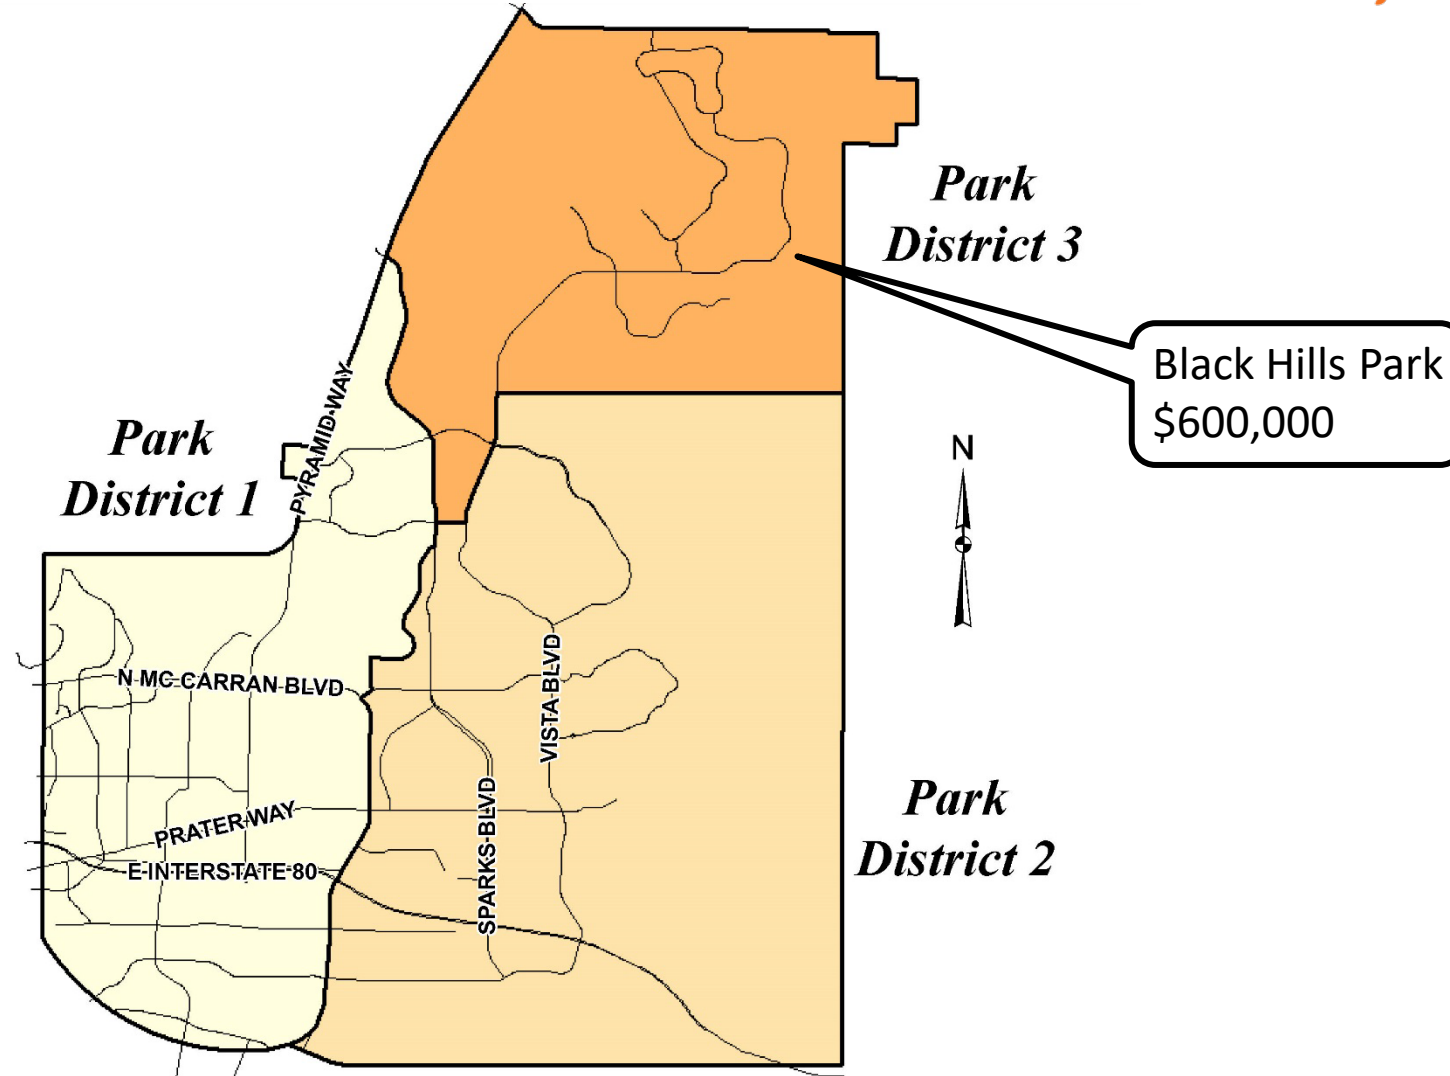 Park
District 3
Black Hills Park
$600,000
PYRAMID WAY
Park
District 1
N
N MC CARRAN BLVD
VISTA BLVD
Park
District 2
PRATER WAY
SPARKS BLVD
E INTERSTATE 80